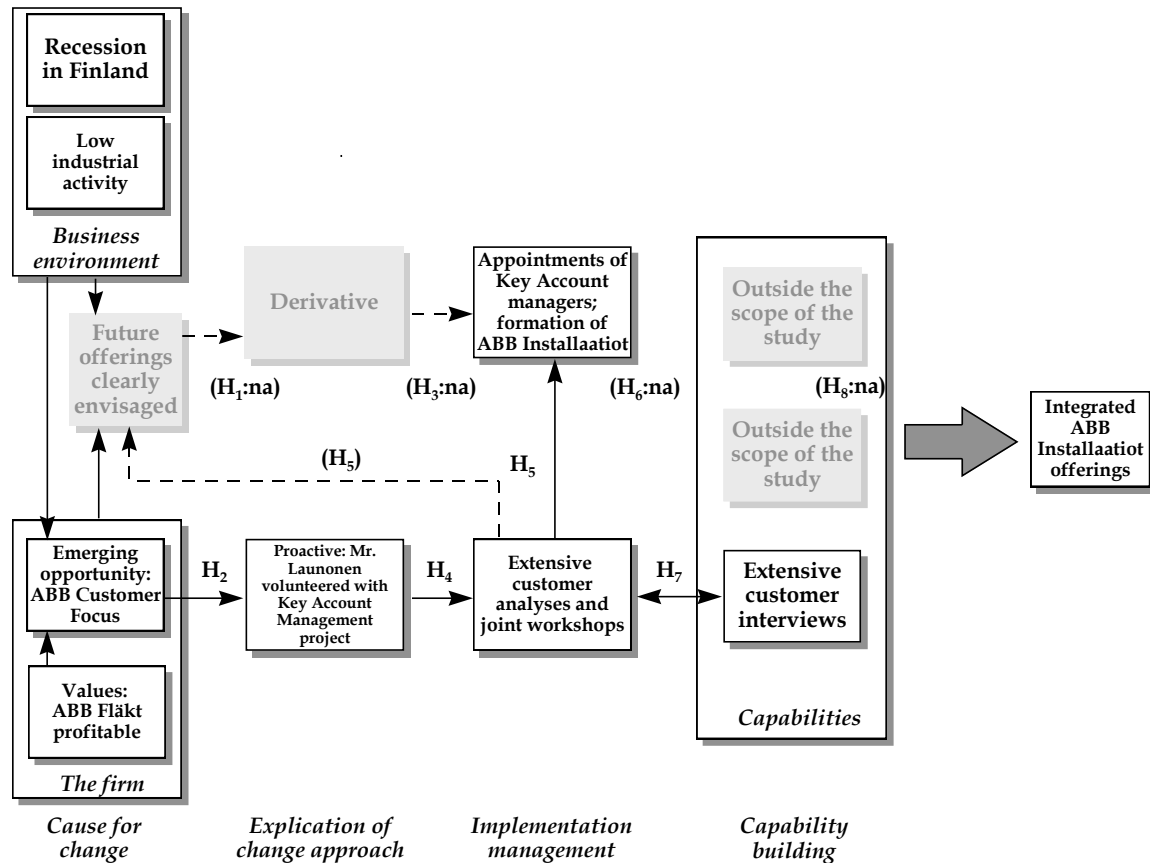 Recession
in Finland
Low
industrial
activity
Business
environment
Future
offerings
clearly
envisaged
(H₁:na)
Derivative
(H₃:na)
Appointments of
Key Account
managers;
formation of
ABB Installaatiot
(H₆:na)
Outside the
scope of the
study
(H₈:na)
Outside the
scope of the
study
Integrated
ABB
Installaatiot
offerings
(H₅)
H₅
Emerging
opportunity:
ABB Customer
Focus
H₂
Proactive: Mr.
Launonen
volunteered with
Key Account
Management
project
H₄
Extensive
customer
analyses and
joint workshops
H₇
Extensive
customer
interviews
Values:
ABB Fläkt
profitable
The firm
Capabilities
Cause for
change
Explication of
change approach
Implementation
management
Capability
building